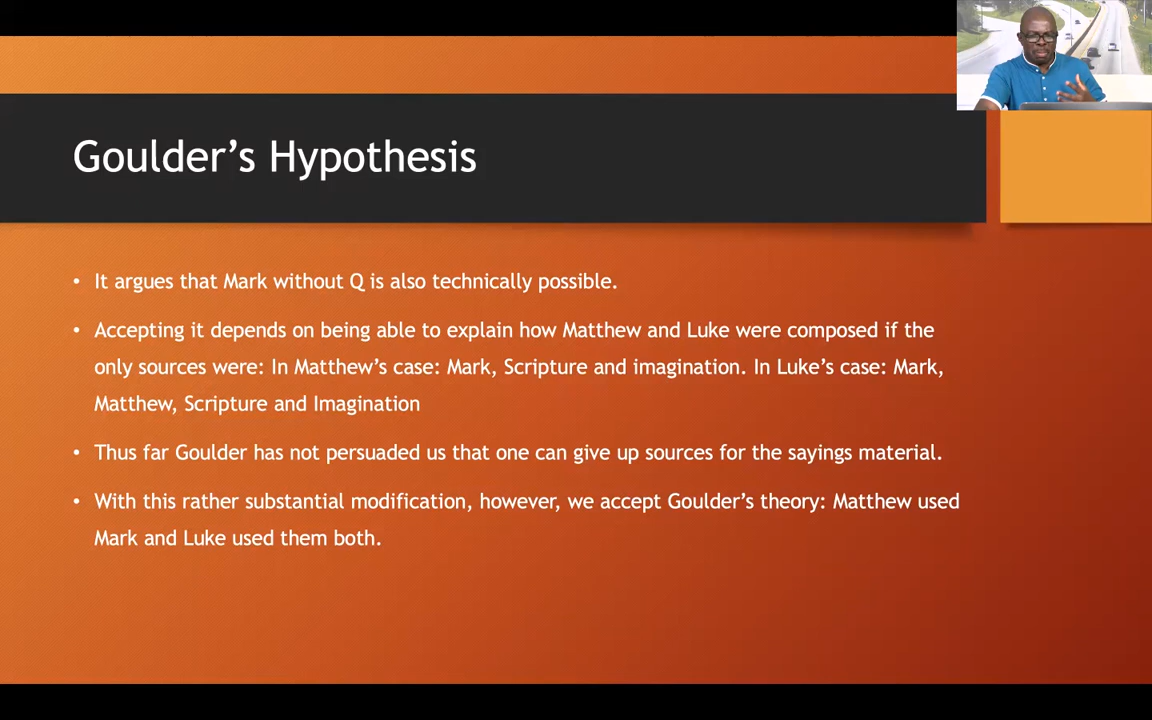 Goulder’s Hypothesis
• It argues that Mark without Q is also technically possible.
• Accepting it depends on being able to explain how Matthew and Luke were composed if the
only sources were: In Matthew’s case: Mark, Scripture and imagination. In Luke’s case: Mark,
Matthew, Scripture and Imagination
• Thus far Goulder has not persuaded us that one can give up sources for the sayings material.
• With this rather substantial modification, however, we accept Goulder’s theory: Matthew used
Mark and Luke used them both.